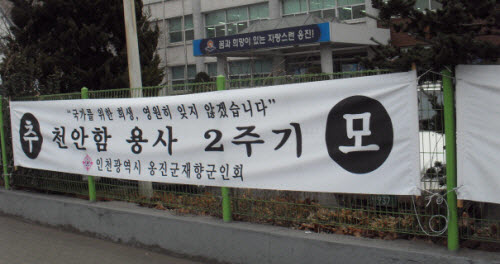 꿈과 희망이 있는 자랑스런 옹진!
"국가를 위한 희생, 영원히 잊지 않겠습니다"
추 천안함 용사 2주기 모
인천광역시 옹진군재향군인회